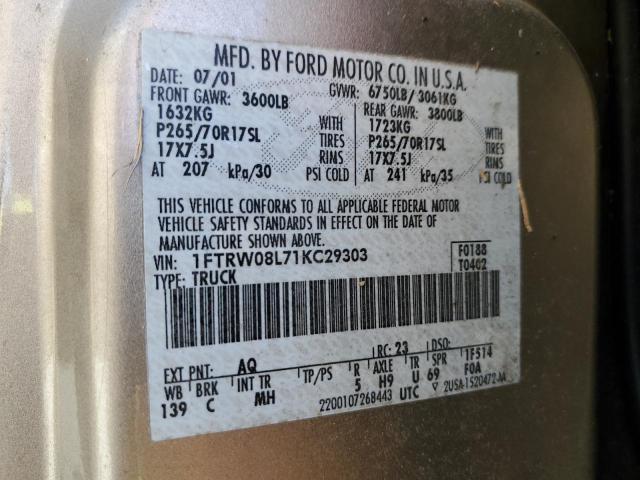 MFD. BY FORD MOTOR CO. IN U.S.A.
DATE: 07/01 GVWR: 6750LB/ 3061KG
FRONT GAWR: 3600LB REAR GAWR: 3800LB
1632KG WITH 1723KG WITH
P265/70R17SL TIRES P265/70R17SL TIRES
17X7.5J RIMS 17X7.5J RIMS
AT 207 kPa/30 PSI COLD AT 241 kPa/35 PSI COLD
THIS VEHICLE CONFORMS TO ALL APPLICABLE FEDERAL MOTOR
VEHICLE SAFETY STANDARDS IN EFFECT ON THE DATE OF
MANUFACTURE SHOWN ABOVE.
VIN: 1FTRW08L71KC29303 F0188
TYPE: TRUCK T0402
EXT PNT: AQ RC: 23 DSO:
WB BRK INT TR TP/PS R AXLE TR SPR 1F514
139 C MH 5 H9 U 69 FOA
2200107268443 UTC ▽ 2USA-1520472-AA